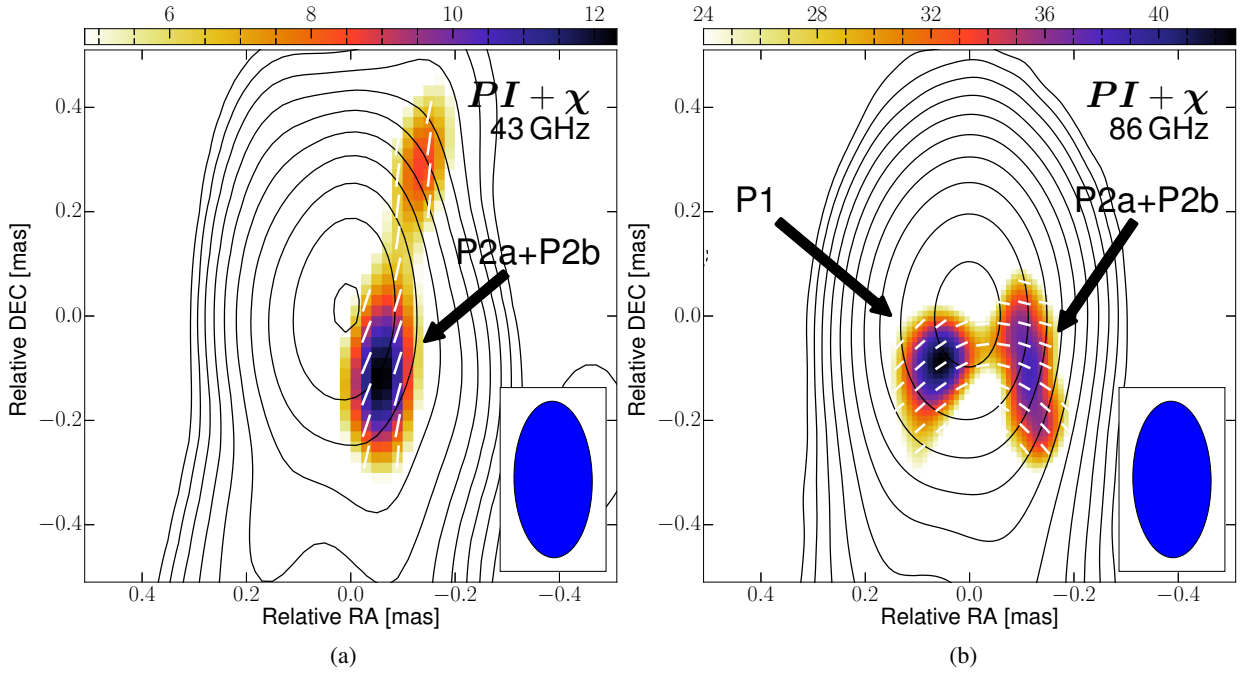 6 8 10 12
PI + χ
43 GHz
P2a+P2b
0.4
0.2
0.0
−0.2
−0.4
Relative DEC [mas]
0.4 0.2 0.0 −0.2 −0.4
Relative RA [mas]
(a)
24 28 32 36 40
PI + χ
86 GHz
P1
P2a+P2b
0.4
0.2
0.0
−0.2
−0.4
Relative DEC [mas]
0.4 0.2 0.0 −0.2 −0.4
Relative RA [mas]
(b)